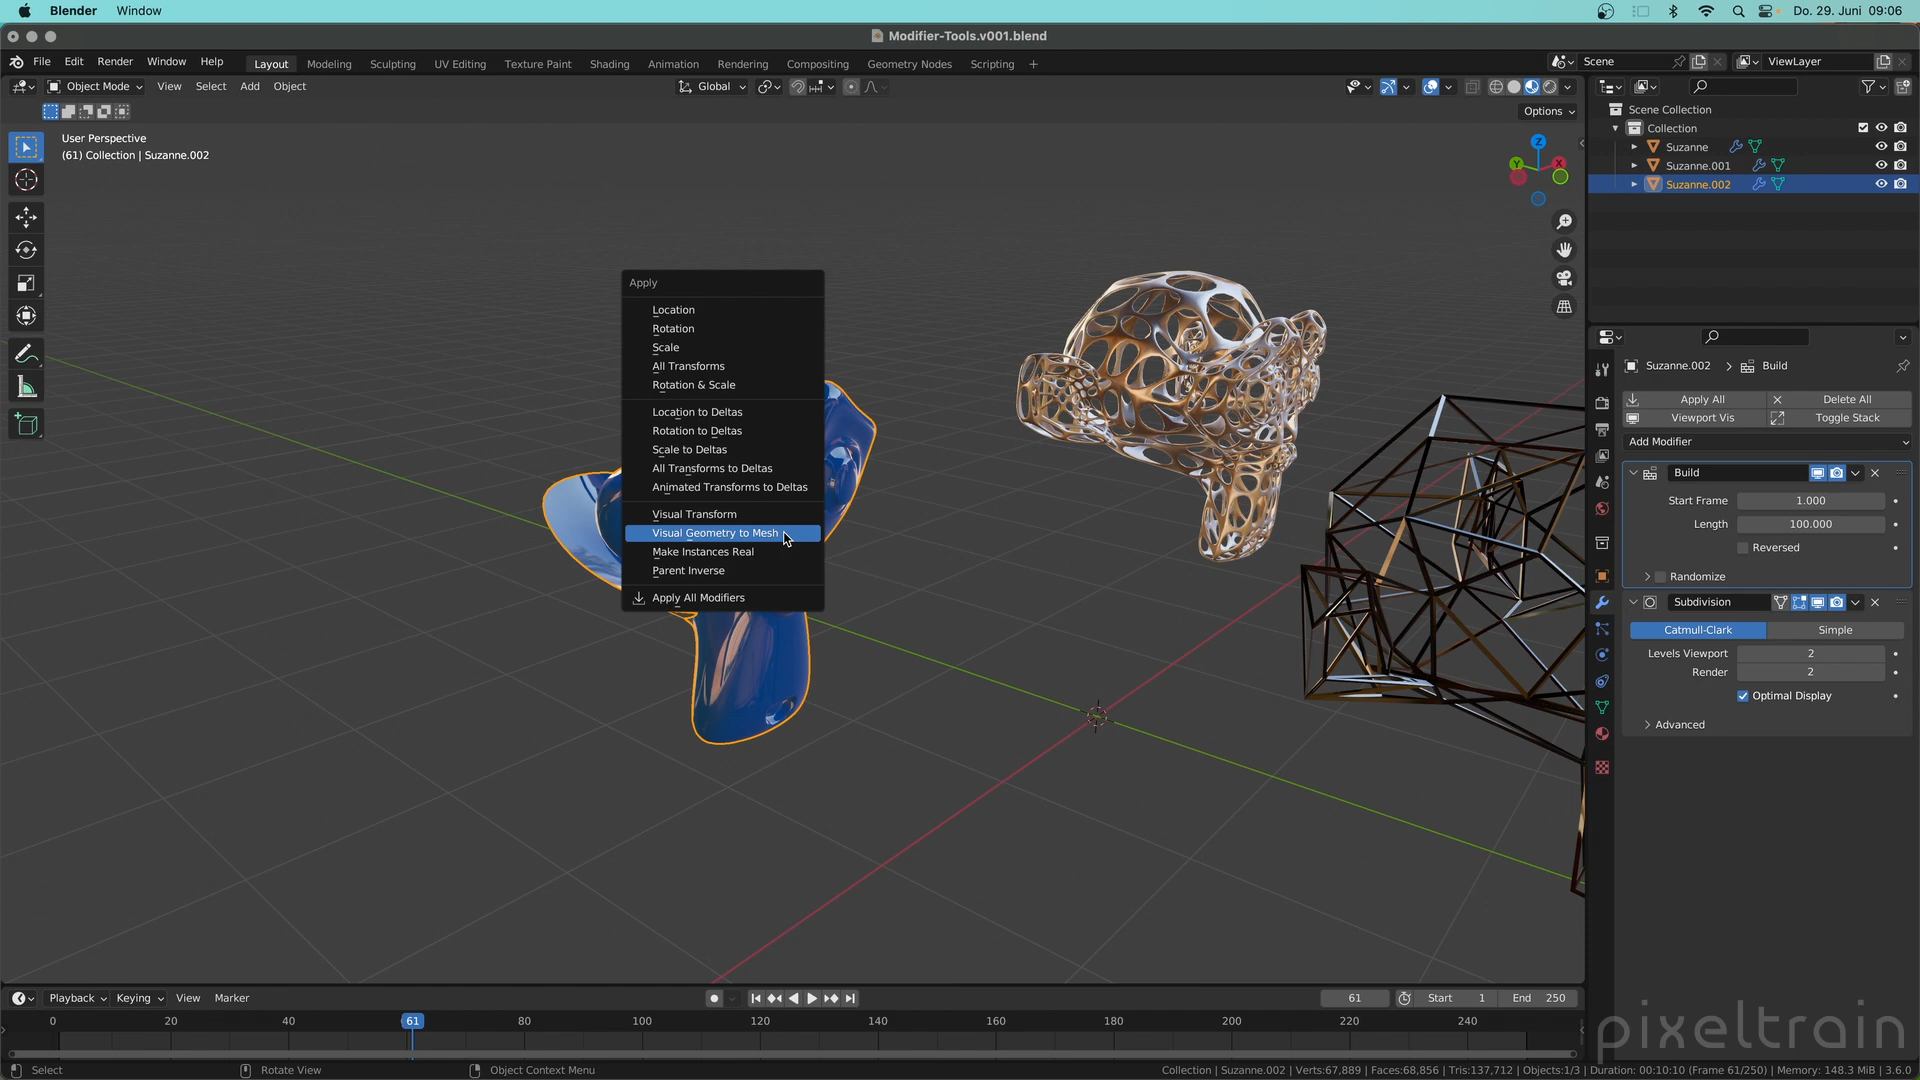 Blender Window Do. 29. Juni 09:06
Modifier-Tools.v001.blend
File Edit Render Window Help Layout Modeling Sculpting UV Editing Texture Paint Shading Animation Rendering Compositing Geometry Nodes Scripting + Scene ViewLayer
Object Mode View Select Add Object Global
Options
User Perspective
(61) Collection | Suzanne.002
Z
Y
X
Scene Collection
Collection
Suzanne
Suzanne.001
Suzanne.002
Apply
Location
Rotation
Scale
All Transforms
Rotation & Scale
Location to Deltas
Rotation to Deltas
Scale to Deltas
All Transforms to Deltas
Animated Transforms to Deltas
Visual Transform
Visual Geometry to Mesh
Make Instances Real
Parent Inverse
Apply All Modifiers
Suzanne.002 > Build
Apply All Delete All
Viewport Vis Toggle Stack
Add Modifier
Build
Start Frame 1.000
Length 100.000
Reversed
Randomize
Subdivision
Catmull-Clark Simple
Levels Viewport 2
Render 2
Optimal Display
Advanced
Playback Keying View Marker 61 Start 1 End 250
0 20 40 61 80 100 120 140 160 180 200 220 240
pixeltrain
Select Rotate View Object Context Menu Collection | Suzanne.002 | Verts:67,889 | Faces:68,856 | Tris:137,712 | Objects:1/3 | Duration: 00:10:10 (Frame 61/250) | Memory: 148.3 MiB | 3.6.0